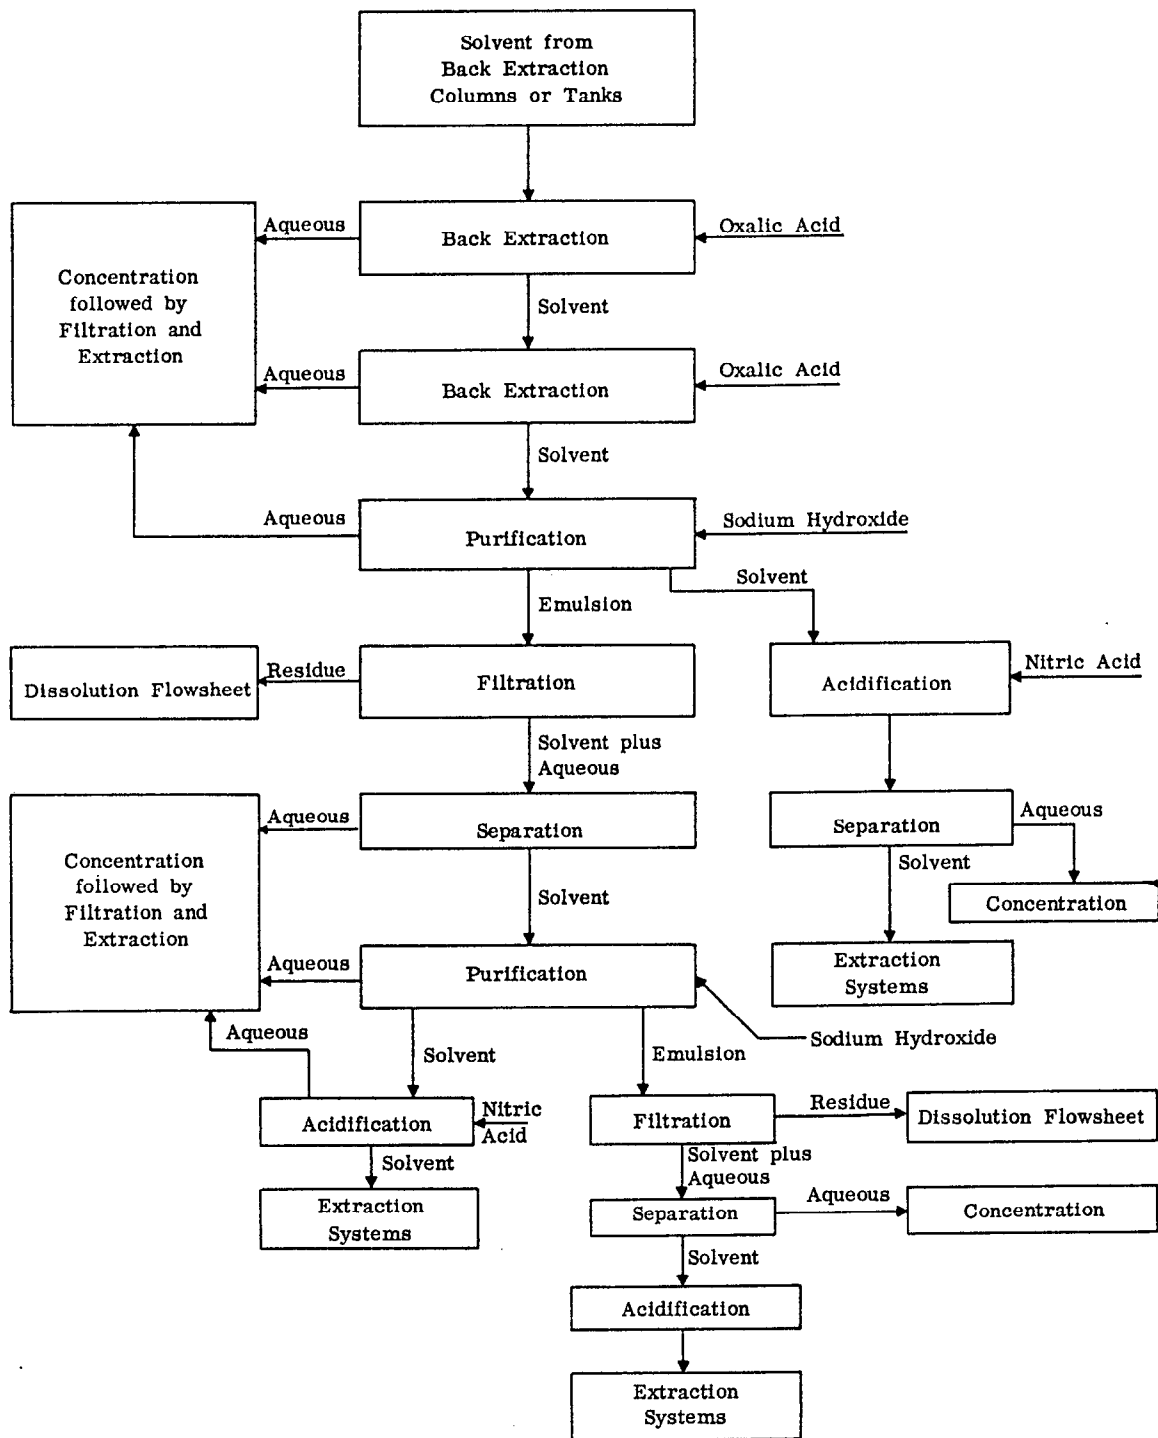 Solvent from
Back Extraction
Columns or Tanks
Aqueous
Back Extraction
Oxalic Acid
Concentration
followed by
Filtration and
Extraction
Solvent
Aqueous
Back Extraction
Oxalic Acid
Solvent
Aqueous
Purification
Sodium Hydroxide
Solvent
Emulsion
Dissolution Flowsheet
Residue
Filtration
Acidification
Nitric Acid
Solvent plus
Aqueous
Aqueous
Separation
Separation
Aqueous
Concentration
followed by
Filtration and
Extraction
Solvent
Solvent
Concentration
Aqueous
Purification
Extraction
Systems
Sodium Hydroxide
Aqueous
Solvent
Emulsion
Acidification
Nitric
Acid
Filtration
Residue
Dissolution Flowsheet
Solvent
Solvent plus
Aqueous
Extraction
Systems
Separation
Aqueous
Concentration
Solvent
Acidification
Extraction
Systems